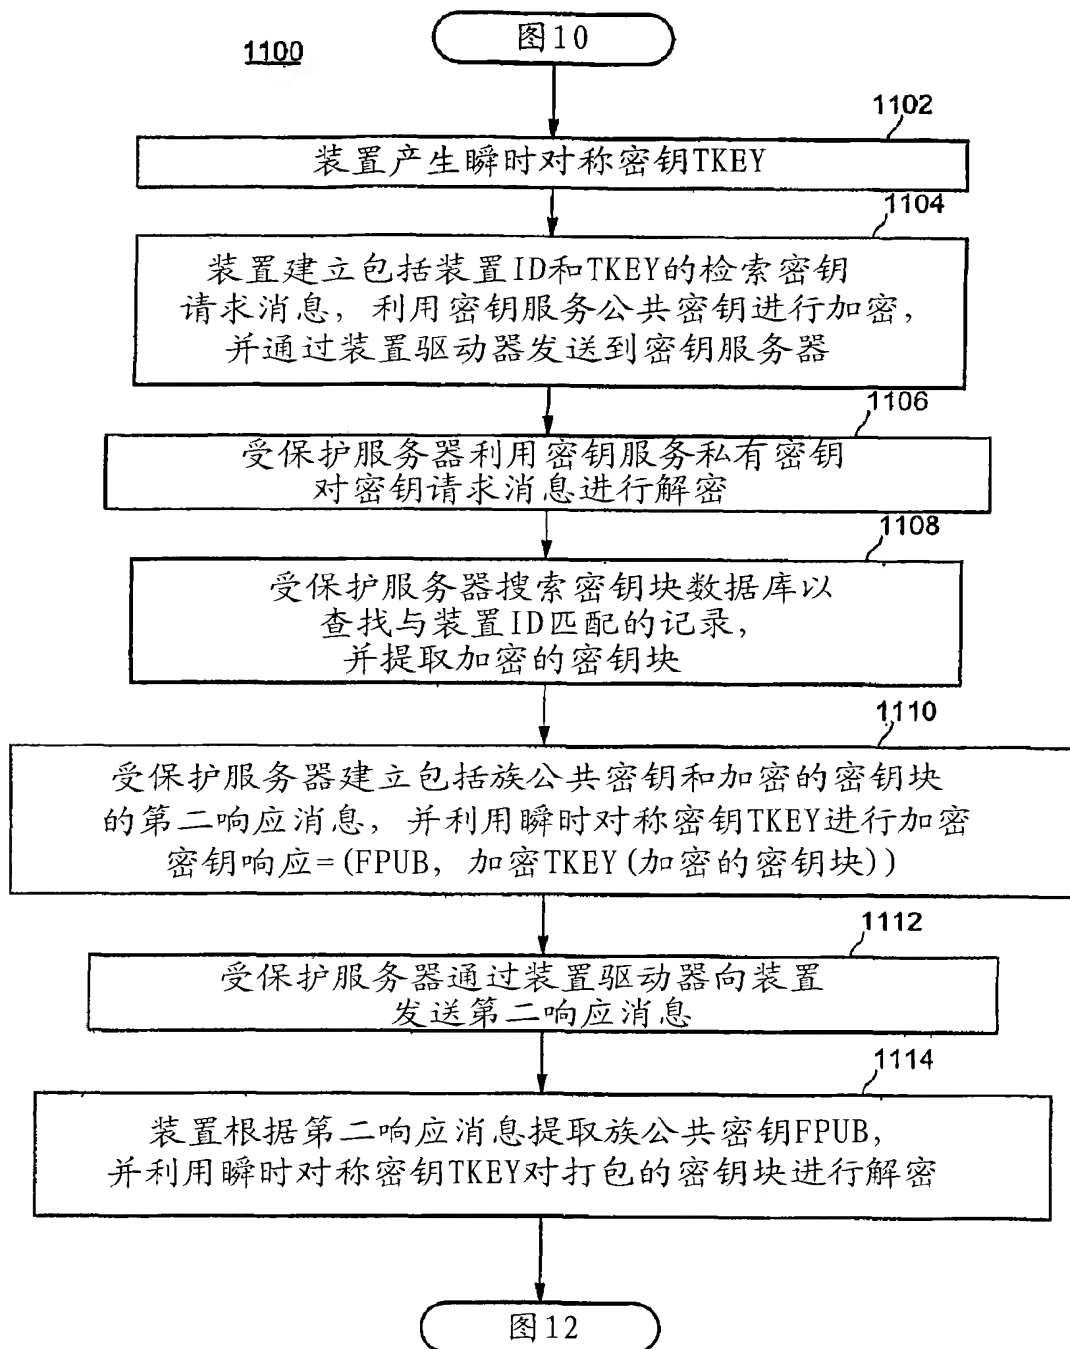 图10
1100
1102
装置产生瞬时对称密钥TKEY
1104
装置建立包括装置ID和TKEY的检索密钥
请求消息，利用密钥服务公共密钥进行加密，
并通过装置驱动器发送到密钥服务器
1106
受保护服务器利用密钥服务私有密钥
对密钥请求消息进行解密
1108
受保护服务器搜索密钥块数据库以
查找与装置ID匹配的记录，
并提取加密的密钥块
1110
受保护服务器建立包括族公共密钥和加密的密钥块
的第二响应消息，并利用瞬时对称密钥TKEY进行加密
密钥响应=(FPUB，加密TKEY(加密的密钥块))
1112
受保护服务器通过装置驱动器向装置
发送第二响应消息
1114
装置根据第二响应消息提取族公共密钥FPUB，
并利用瞬时对称密钥TKEY对打包的密钥块进行解密
图12